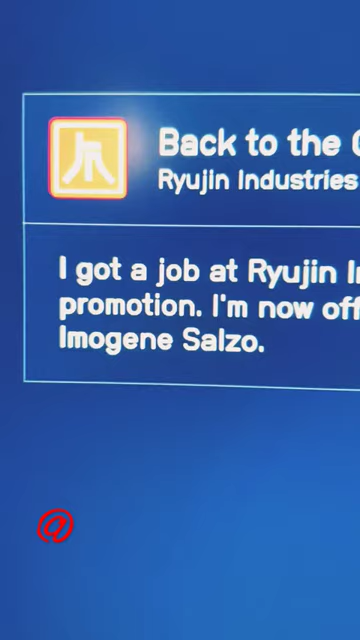 Back to the
Ryujin Industries
I got a job at Ryujin
promotion. I'm now
Imogene Salzo.
@